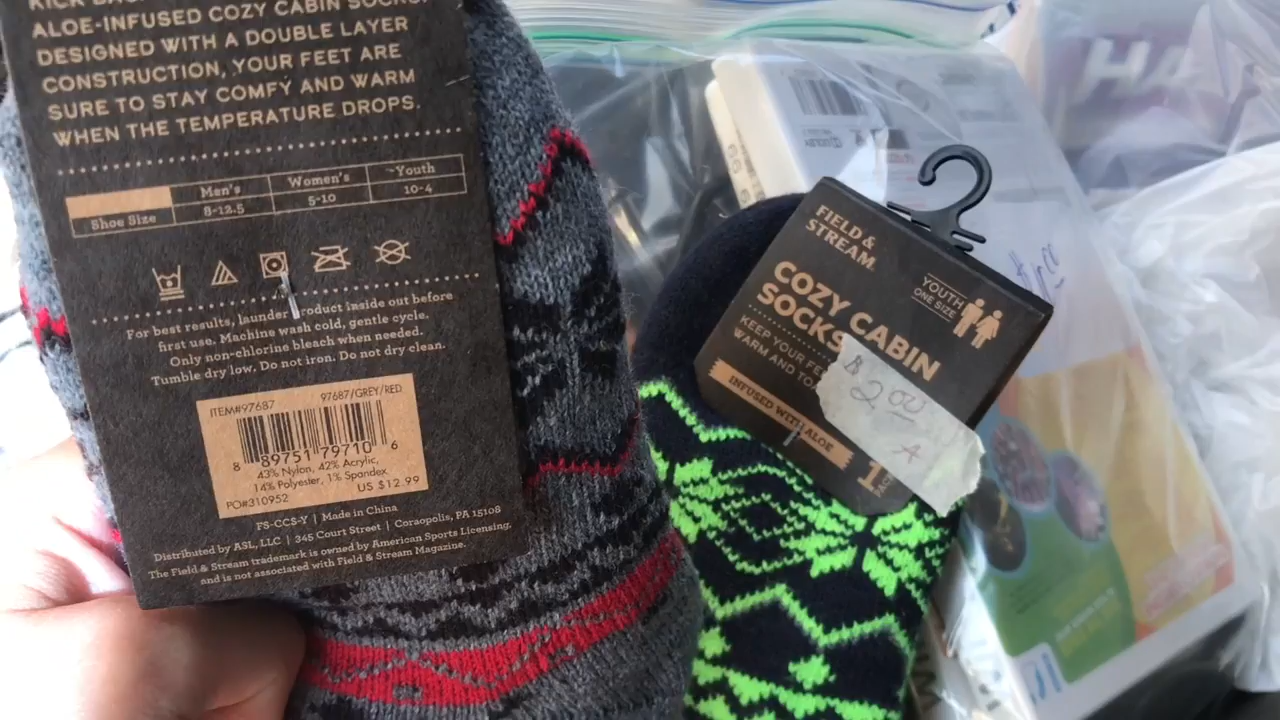 ALOE-INFUSED COZY CABIN SOCKS.
DESIGNED WITH A DOUBLE LAYER
CONSTRUCTION, YOUR FEET ARE
SURE TO STAY COMFY AND WARM
WHEN THE TEMPERATURE DROPS.
Men's Women's Youth
Shoe Size 8-12.5 5-10 10-4
For best results, launder product inside out before
first use. Machine wash cold, gentle cycle.
Only non-chlorine bleach when needed.
Tumble dry low. Do not iron. Do not dry clean.
ITEM#97687 97687/GREY/RED
8 89751 79710 6
43% Nylon, 42% Acrylic,
14% Polyester, 1% Spandex
PO#310952 US $12.99
FS-CCS-Y | Made in China
Distributed by ASL, LLC | 345 Court Street | Coraopolis, PA 15108
The Field & Stream trademark is owned by American Sports Licensing,
and is not associated with Field & Stream Magazine.
FIELD &
STREAM
YOUTH
ONE SIZE
COZY CABIN
SOCKS
KEEP YOUR
WARM AND
INFUSED WITH ALOE
1
$2.00
A
HA